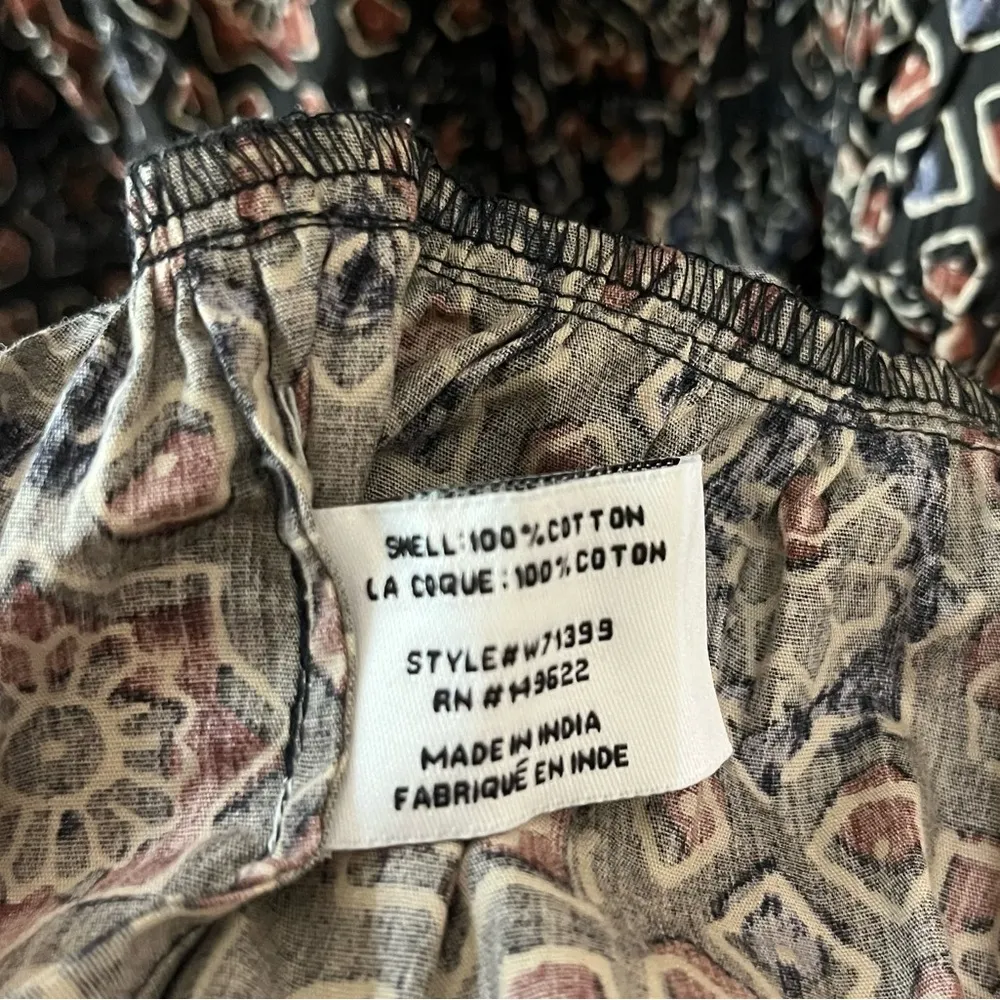 SHELL:100%COTTON
LA COQUE:100%COTON
STYLE#W71399
RN #149622
MADE IN INDIA
FABRIQUÉ EN INDE